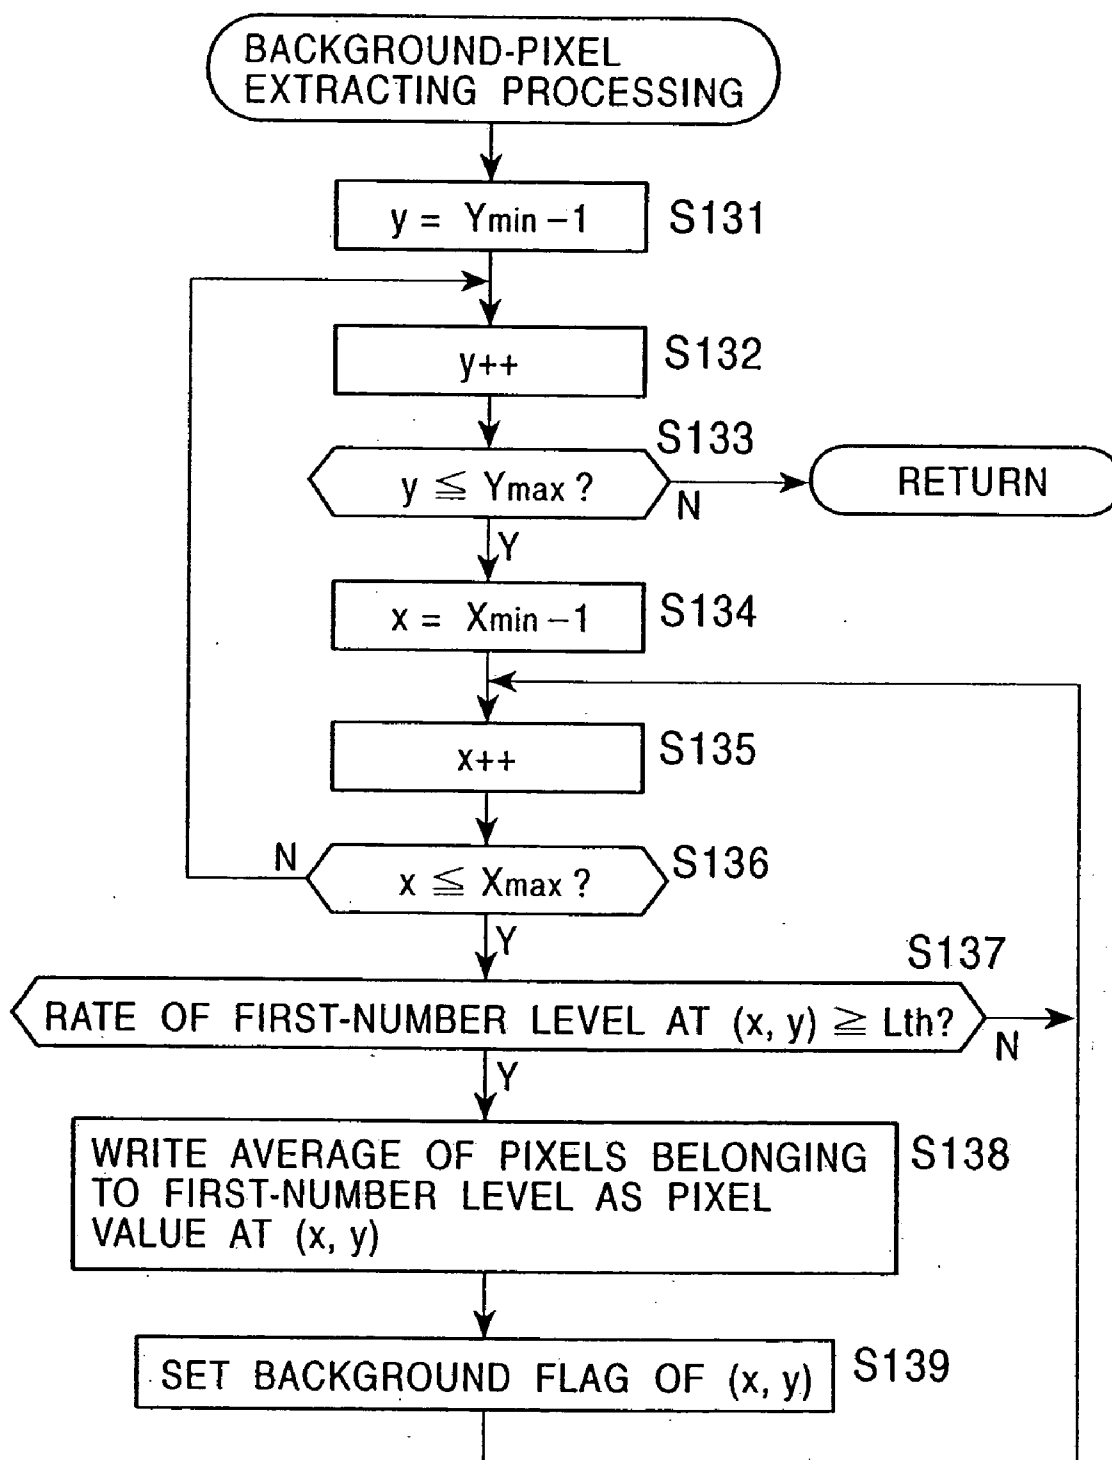 BACKGROUND-PIXEL
EXTRACTING PROCESSING
y = Ymin −1
S131
y++
S132
S133
y ≦ Ymax ?
N
RETURN
Y
x = Xmin −1
S134
x++
S135
N
x ≦ Xmax ?
S136
Y
S137
RATE OF FIRST-NUMBER LEVEL AT (x, y) ≧ Lth?
N
Y
WRITE AVERAGE OF PIXELS BELONGING
TO FIRST-NUMBER LEVEL AS PIXEL
VALUE AT (x, y)
S138
SET BACKGROUND FLAG OF (x, y)
S139